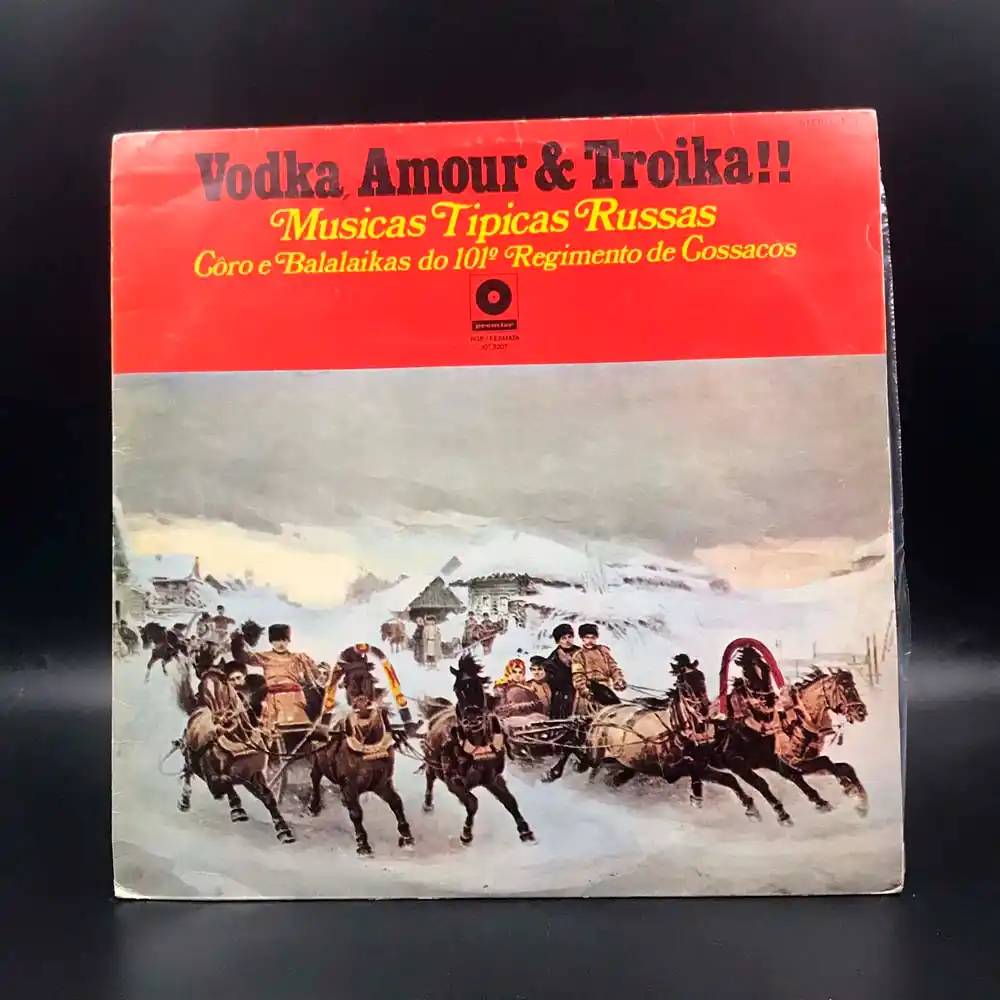 Vodka, Amour & Troika!!
Musicas Tipicas Russas
Côro e Balalaikas do 101º Regimento de Cossacos
premier
RGE / FERMATA